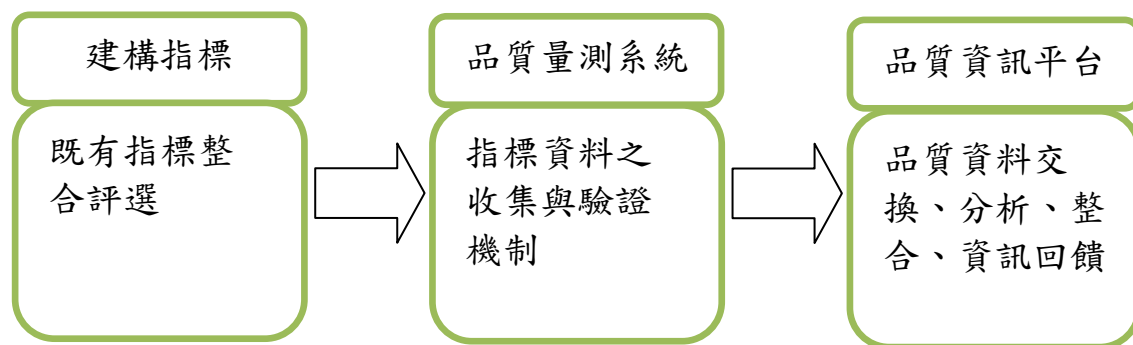 建構指標
既有指標整
合評選
品質量測系統
指標資料之
收集與驗證
機制
品質資訊平台
品質資料交
換、分析、整
合、資訊回饋